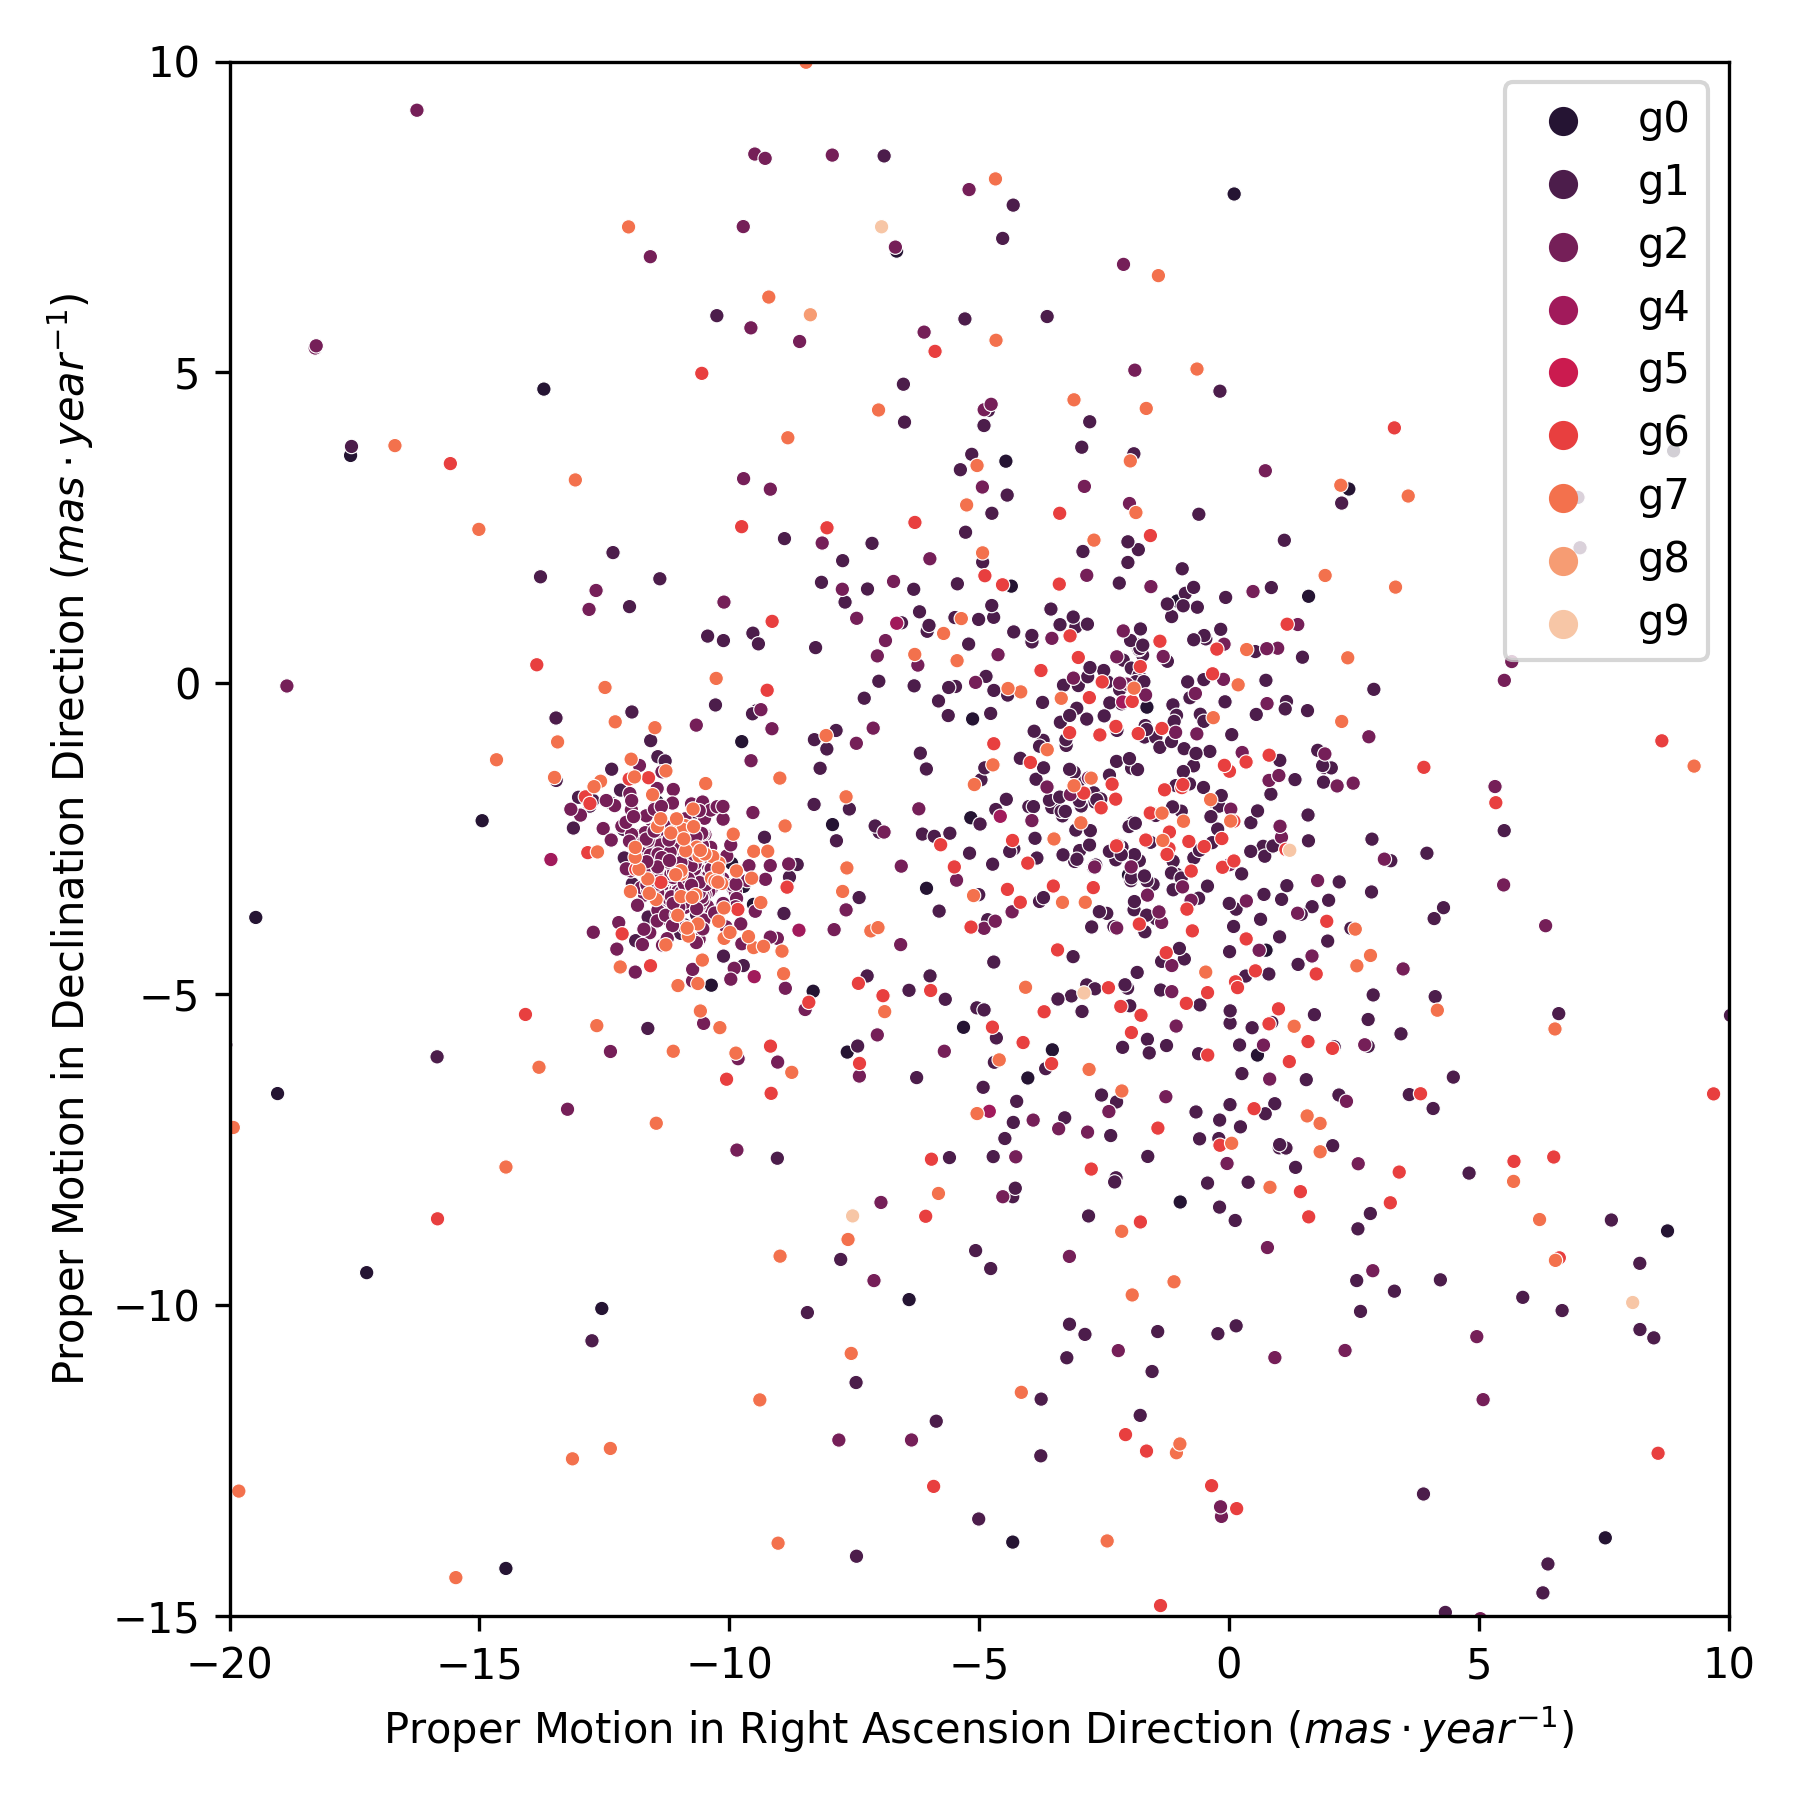 10
5
0
−5
−10
−15
−20
−15
−10
−5
0
5
10
Proper Motion in Declination Direction (mas · year⁻¹)
Proper Motion in Right Ascension Direction (mas · year⁻¹)
g0
g1
g2
g4
g5
g6
g7
g8
g9